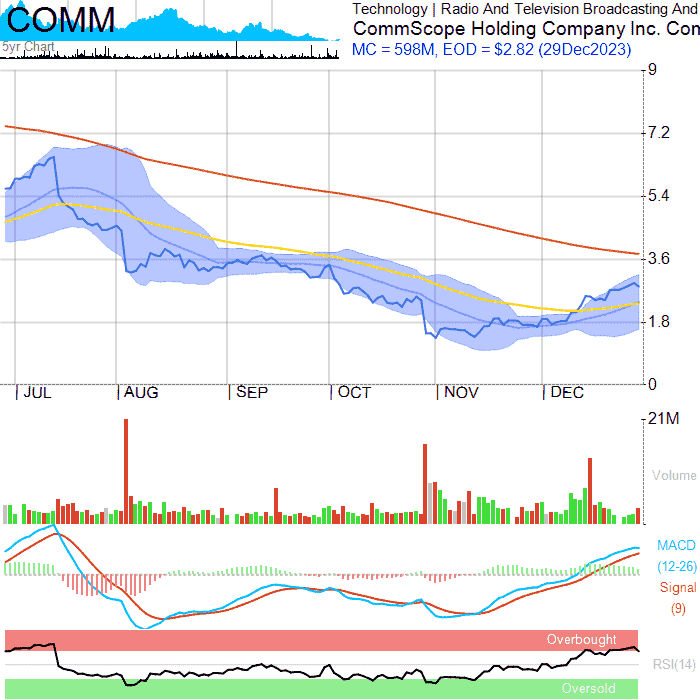 COMM
Technology | Radio And Television Broadcasting And
CommScope Holding Company Inc. Con
5yr Chart
MC = 598M, EOD = $2.82 (29Dec2023)
9
7.2
5.4
3.6
1.8
0
JUL AUG SEP OCT NOV DEC
21M
Volume
MACD
(12-26)
Signal
(9)
Overbought
RSI(14)
Oversold